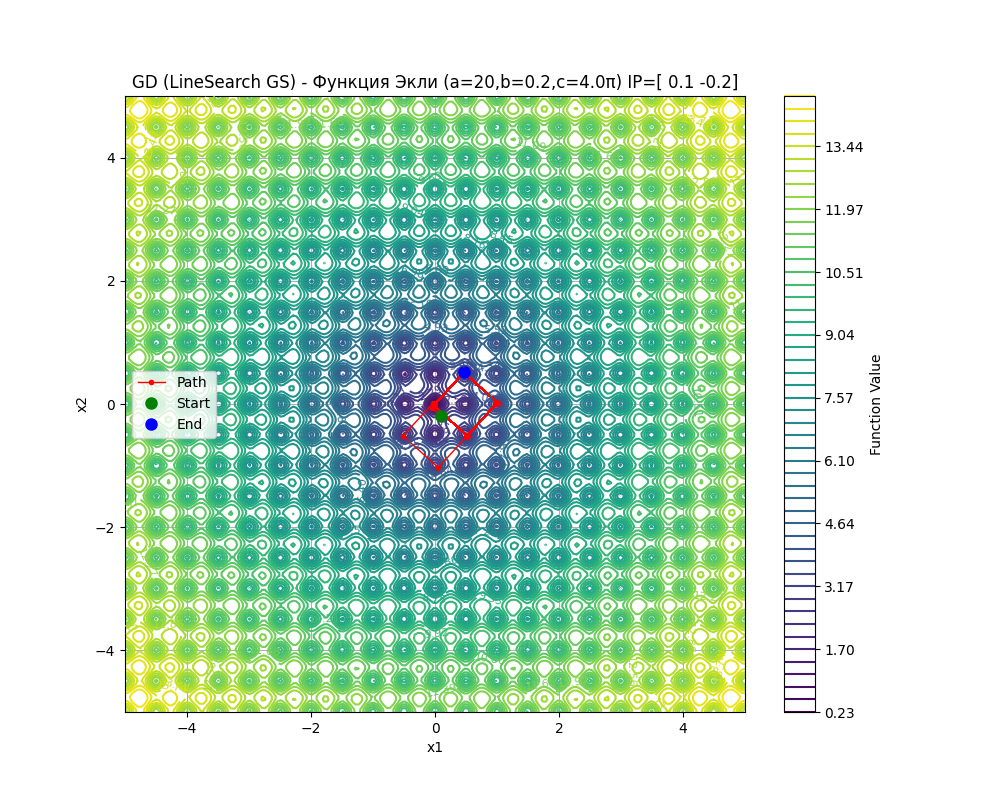 GD (LineSearch GS) - Функция Экли (a=20,b=0.2,c=4.0π) IP=[ 0.1 -0.2]
4
2
0
−2
−4
x2
−4
−2
0
2
4
x1
Path
Start
End
13.44
11.97
10.51
9.04
7.57
6.10
4.64
3.17
1.70
0.23
Function Value